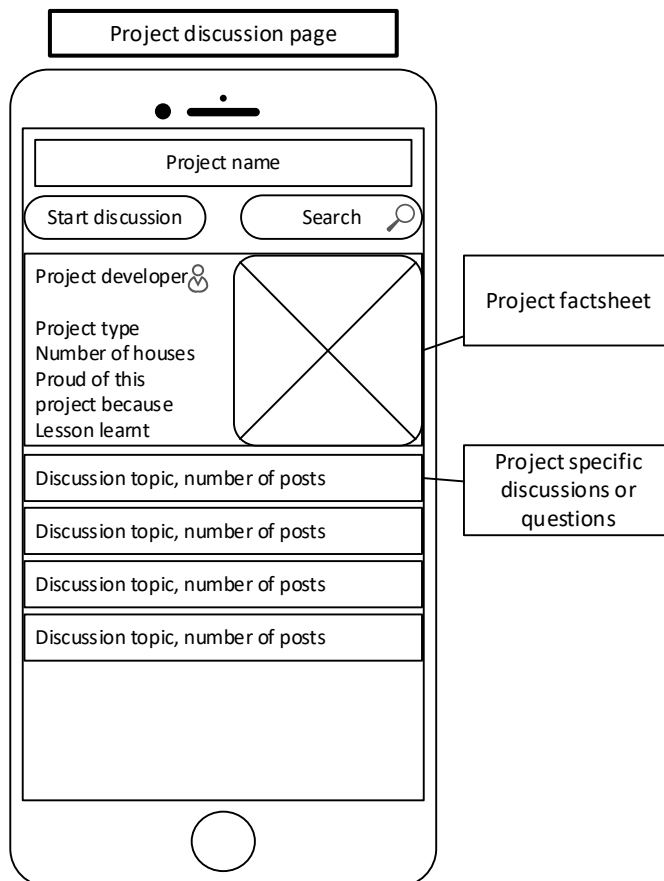 Project discussion page
Project name
Start discussion
Search
Project developer
Project type
Number of houses
Proud of this
project because
Lesson learnt
Project factsheet
Discussion topic, number of posts
Discussion topic, number of posts
Discussion topic, number of posts
Discussion topic, number of posts
Project specific
discussions or
questions